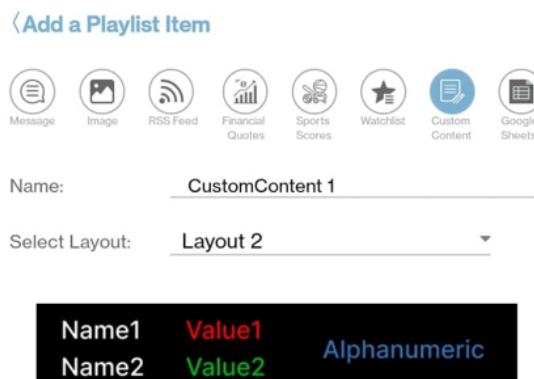 〈Add a Playlist Item
Message Image RSS Feed Financial Quotes Sports Scores Watchlist Custom Content Google Sheets
Name: CustomContent 1
Select Layout: Layout 2
Name1 Value1
Alphanumeric
Name2 Value2